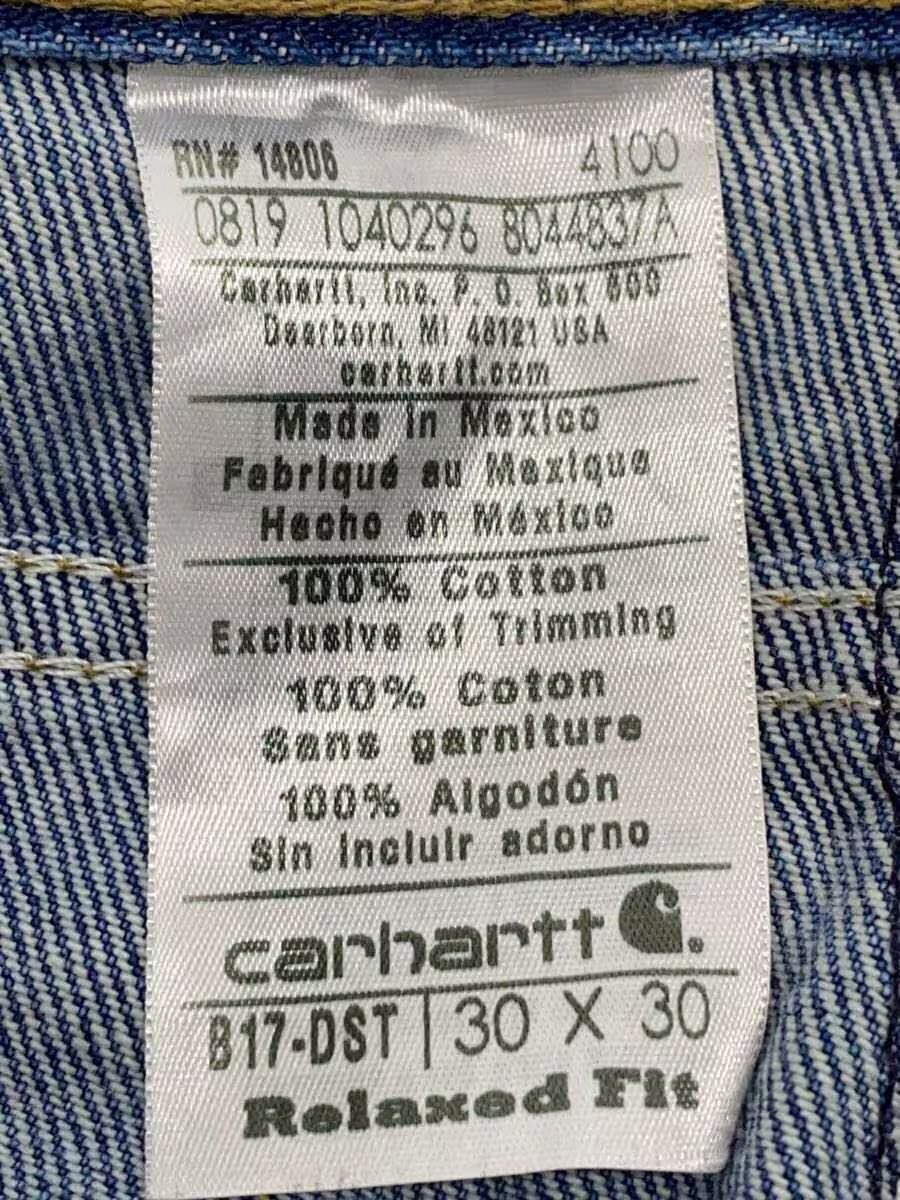 RN# 14806 4100
0819 1040296 8044837A
Carhartt, Inc. P. O. Box 600
Dearborn, MI 48121 USA
carhartt.com
Made in Mexico
Fabriqué au Mexique
Hecho en México
100% Cotton
Exclusive of Trimming
100% Coton
Sans garniture
100% Algodón
Sin incluir adorno
carhartt
B17-DST | 30 X 30
Relaxed Fit